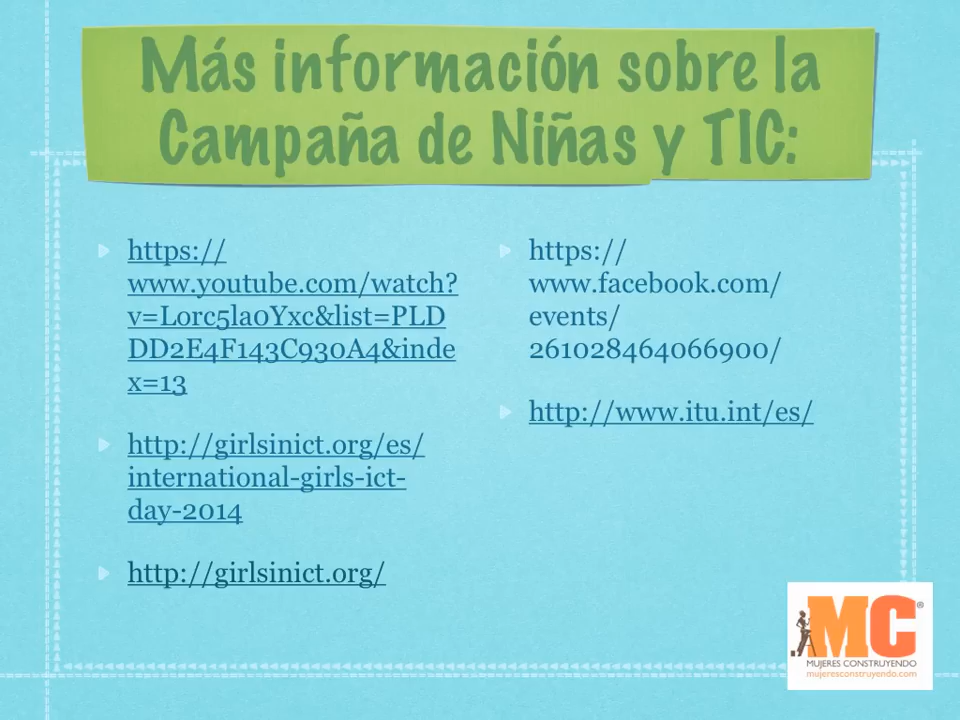 Más información sobre la
Campaña de Niñas y TIC:
https://
www.youtube.com/watch?
v=Lorc5la0Yxc&list=PLD
DD2E4F143C930A4&inde
x=13
http://girlsinict.org/es/
international-girls-ict-
day-2014
http://girlsinict.org/
https://
www.facebook.com/
events/
261028464066900/
http://www.itu.int/es/
MC®
MUJERES CONSTRUYENDO
mujeresconstruyendo.com